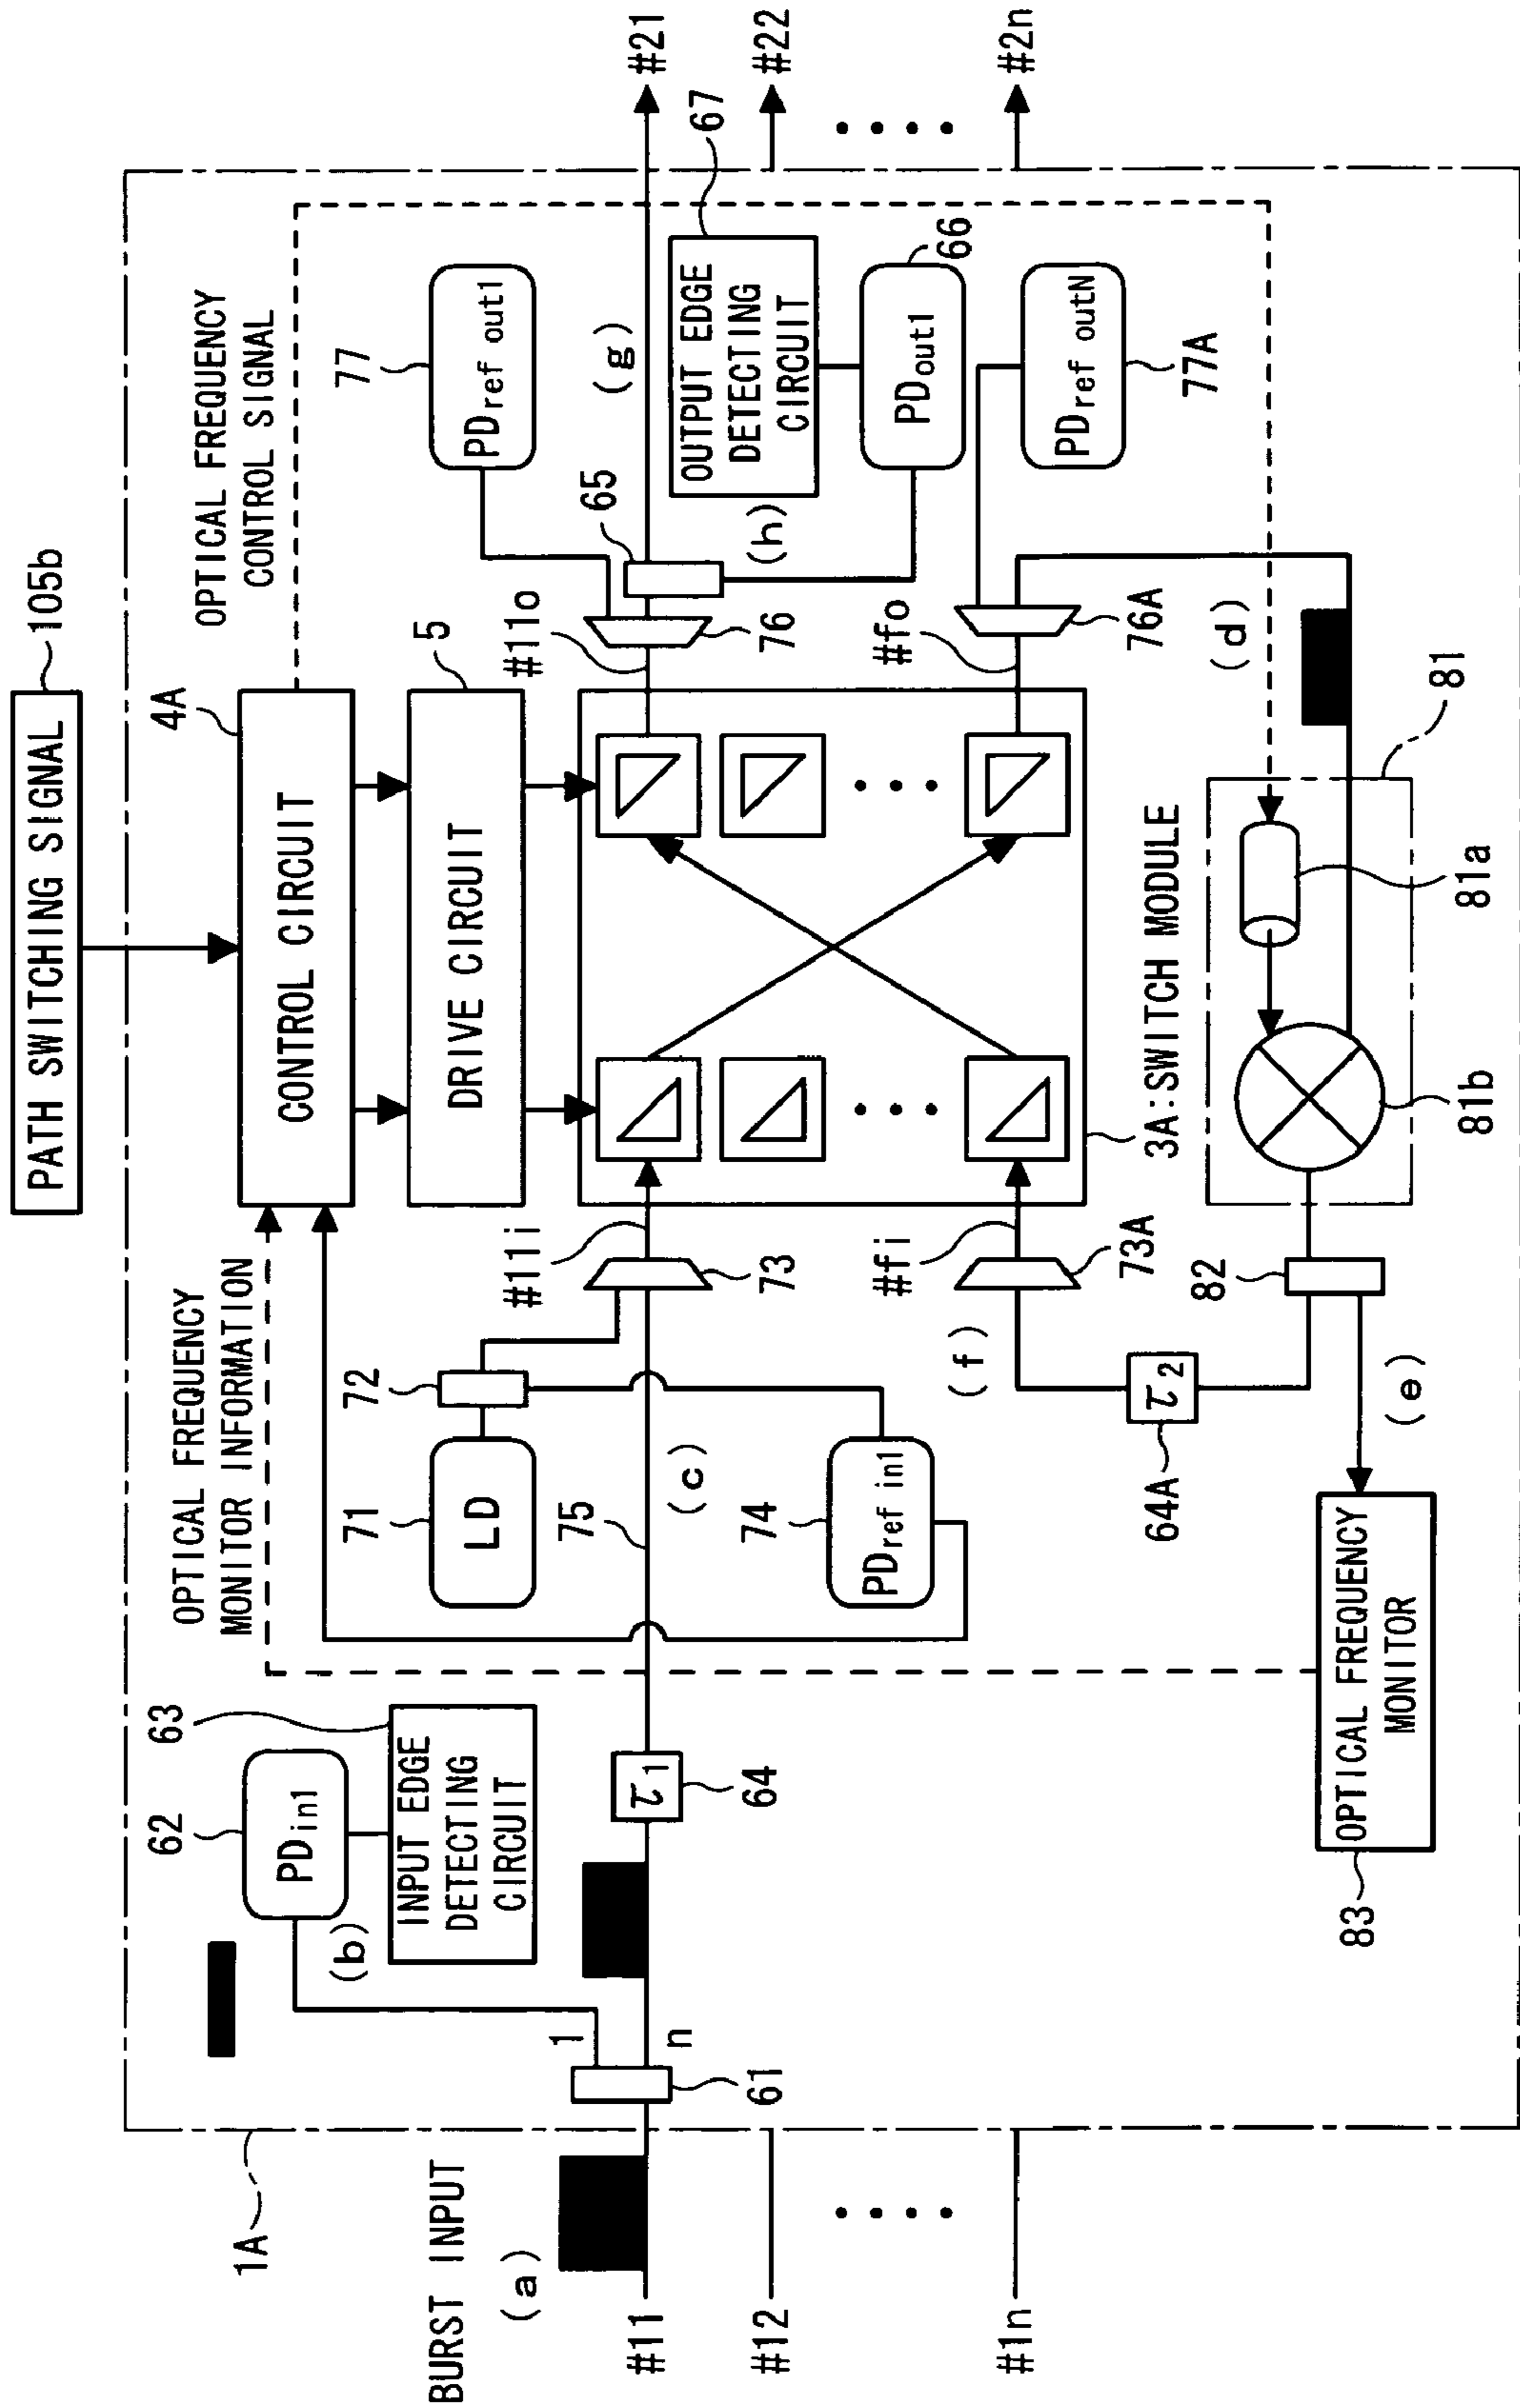 PATH SWITCHING SIGNAL
105b
1A
4A
CONTROL CIRCUIT
OPTICAL FREQUENCY
CONTROL SIGNAL
OPTICAL FREQUENCY
MONITOR INFORMATION
5
DRIVE CIRCUIT
62
PDin1
63
INPUT EDGE
DETECTING
CIRCUIT
(b)
BURST INPUT
(a)
#11
#12
#1n
61
1
n
τ1
64
71
LD
72
75
(c)
74
PDref in1
#11i
73
#fi
73A
(f)
τ2
64A
3A:SWITCH MODULE
#11o
76
65
77
PDref out1
(g)
#21
#22
#2n
67
OUTPUT EDGE
DETECTING
CIRCUIT
(h)
66
PDout1
#fo
76A
PDref outN
77A
(d)
81
81a
81b
82
(e)
OPTICAL FREQUENCY
MONITOR
83